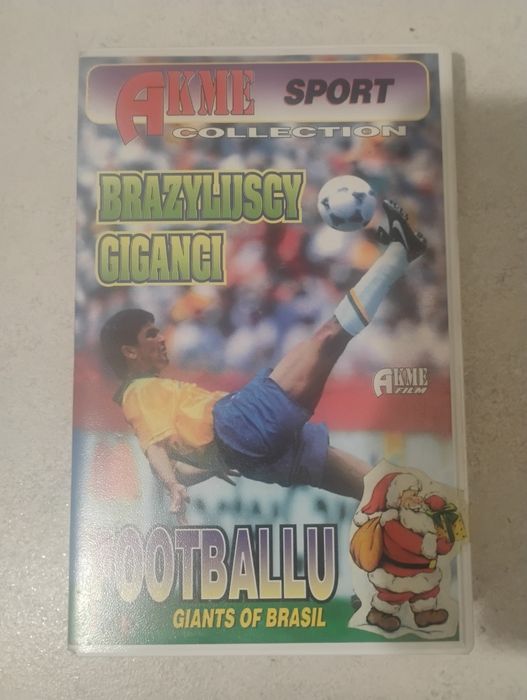 AKME SPORT
COLLECTION
BRAZYLIJSCY
GIGANCI
AKME
FILM
FOOTBALLU
GIANTS OF BRASIL